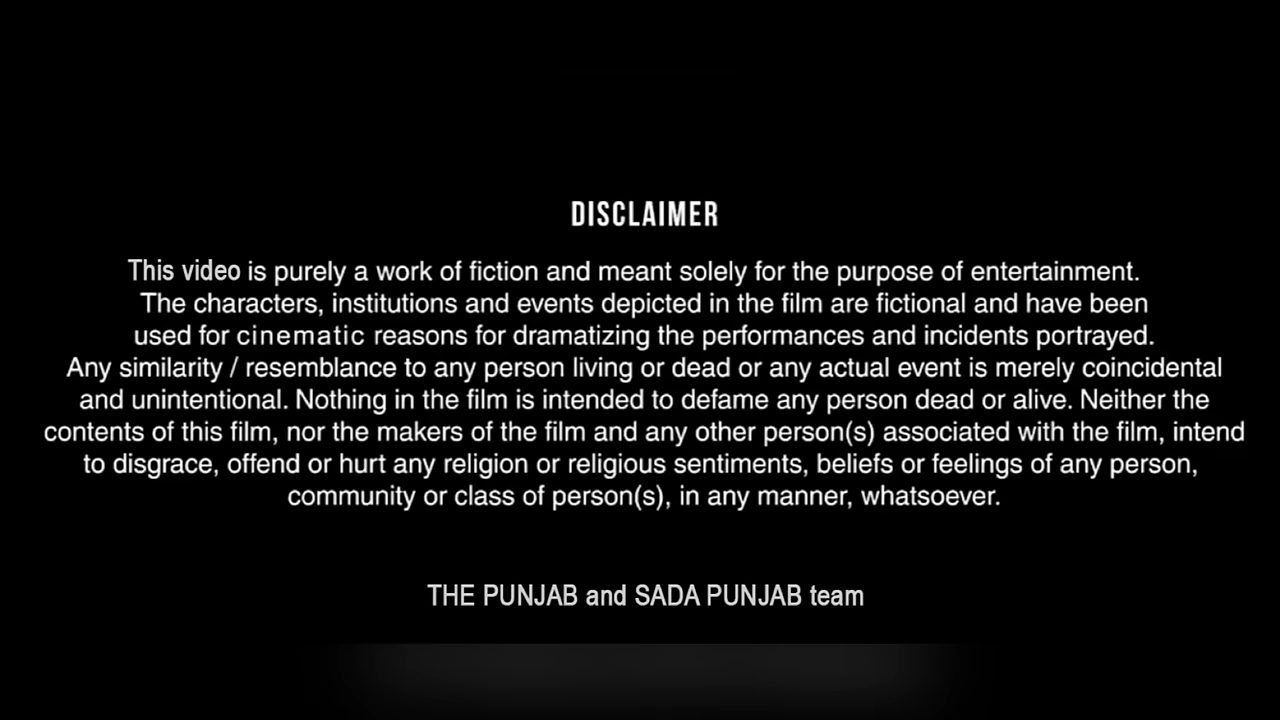 DISCLAIMER
This video is purely a work of fiction and meant solely for the purpose of entertainment.
The characters, institutions and events depicted in the film are fictional and have been
used for cinematic reasons for dramatizing the performances and incidents portrayed.
Any similarity / resemblance to any person living or dead or any actual event is merely coincidental
and unintentional. Nothing in the film is intended to defame any person dead or alive. Neither the
contents of this film, nor the makers of the film and any other person(s) associated with the film, intend
to disgrace, offend or hurt any religion or religious sentiments, beliefs or feelings of any person,
community or class of person(s), in any manner, whatsoever.
THE PUNJAB and SADA PUNJAB team